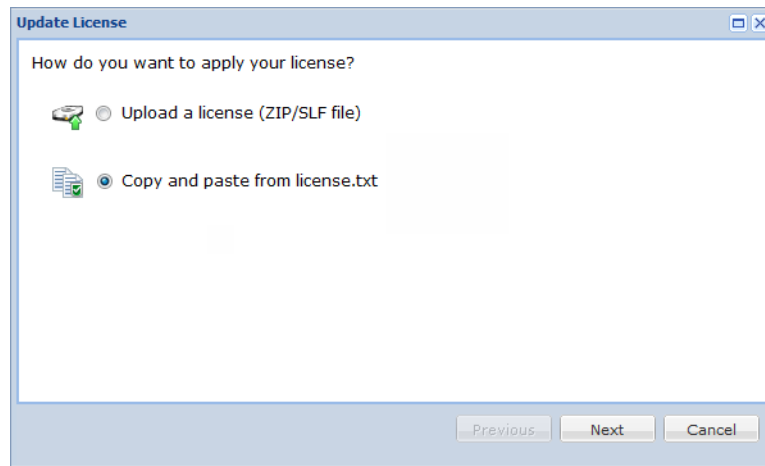 Update License
How do you want to apply your license?
Upload a license (ZIP/SLF file)
Copy and paste from license.txt
Previous Next Cancel